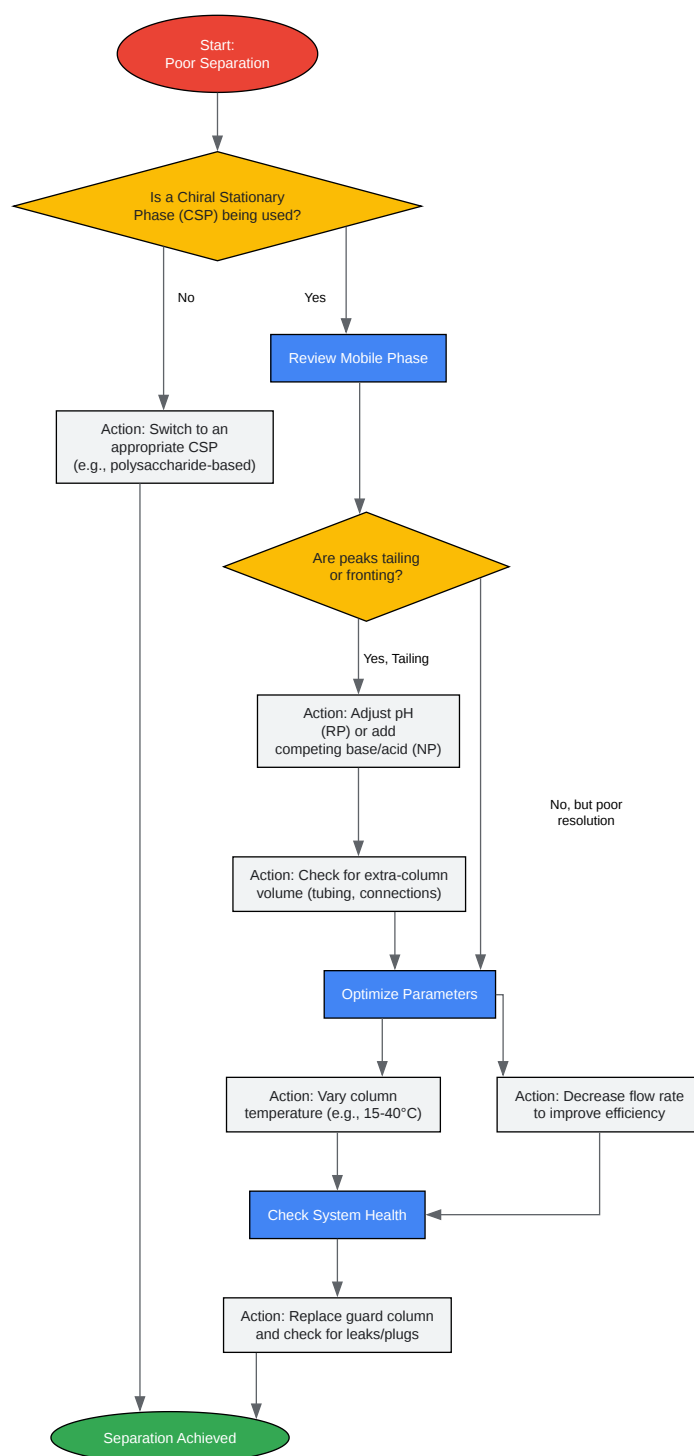 Start:
Poor Separation
Is a Chiral Stationary
Phase (CSP) being used?
No
Yes
Review Mobile Phase
Action: Switch to an
appropriate CSP
(e.g., polysaccharide-based)
Are peaks tailing
or fronting?
Yes, Tailing
Action: Adjust pH
(RP) or add
competing base/acid (NP)
No, but poor
resolution
Action: Check for extra-column
volume (tubing, connections)
Optimize Parameters
Action: Vary column
temperature (e.g., 15-40°C)
Action: Decrease flow rate
to improve efficiency
Check System Health
Action: Replace guard column
and check for leaks/plugs
Separation Achieved